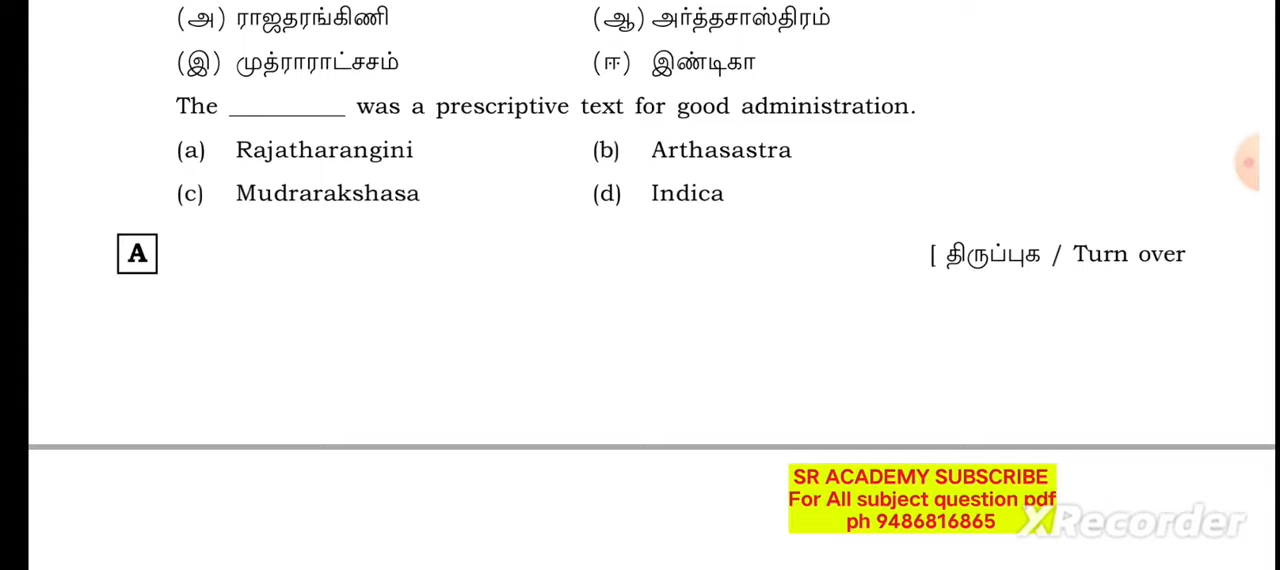 (அ) ராஜதரங்கிணி (ஆ) அர்த்தசாஸ்திரம்
(இ) முத்ராராட்சசம் (ஈ) இண்டிகா
The __________ was a prescriptive text for good administration.
(a) Rajatharangini (b) Arthasastra
(c) Mudrarakshasa (d) Indica
A [ திருப்புக / Turn over
SR ACADEMY SUBSCRIBE
For All subject question pdf
ph 9486816865
XRecorder